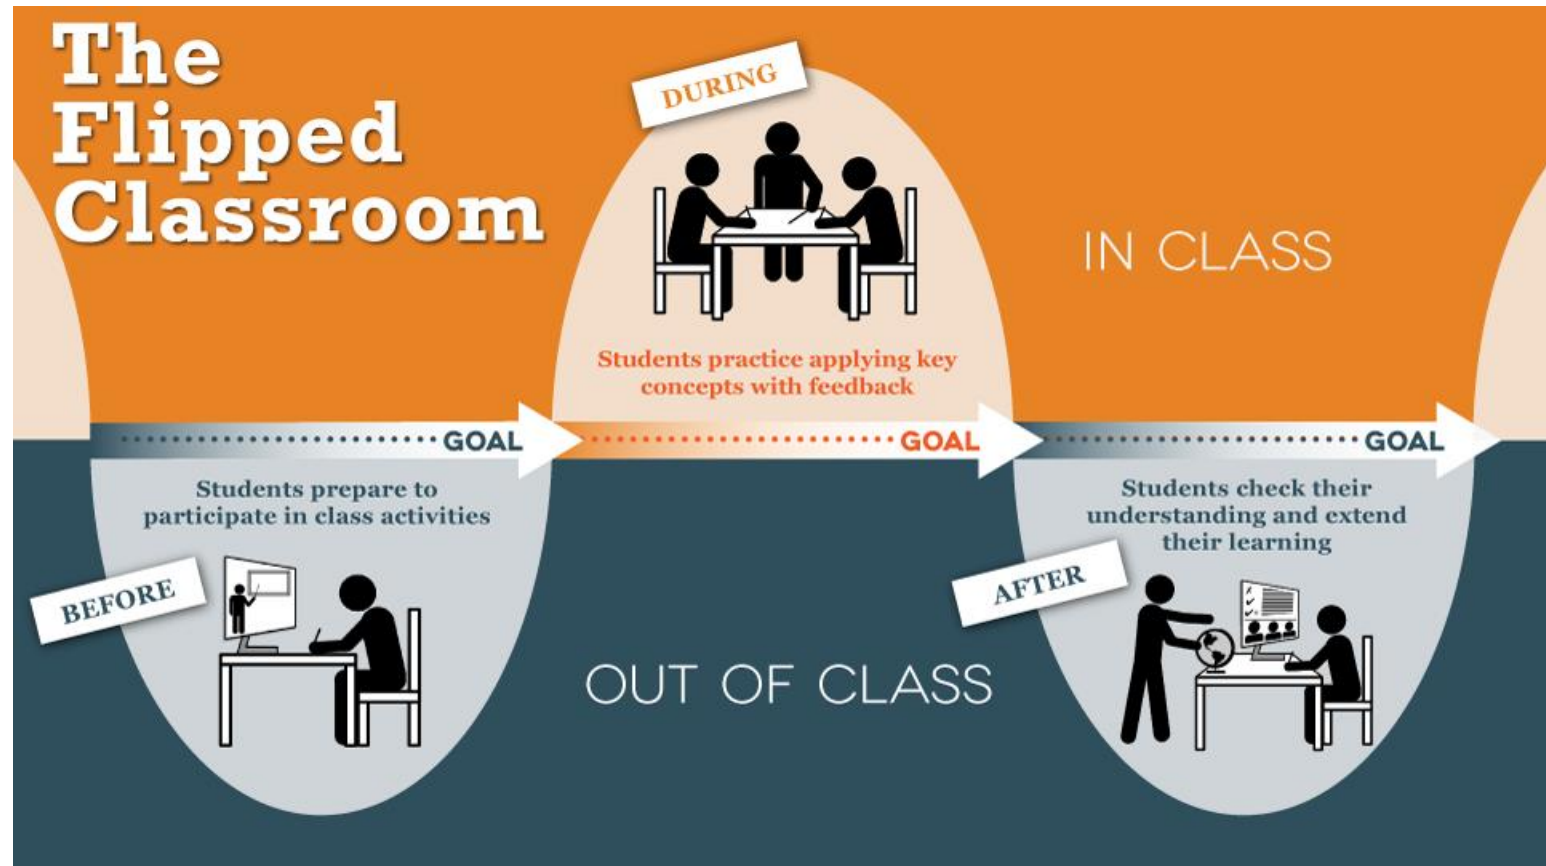 The
Flipped
Classroom
DURING
IN CLASS
Students practice applying key
concepts with feedback
GOAL
GOAL
GOAL
Students prepare to
participate in class activities
BEFORE
Students check their
understanding and extend
their learning
AFTER
OUT OF CLASS